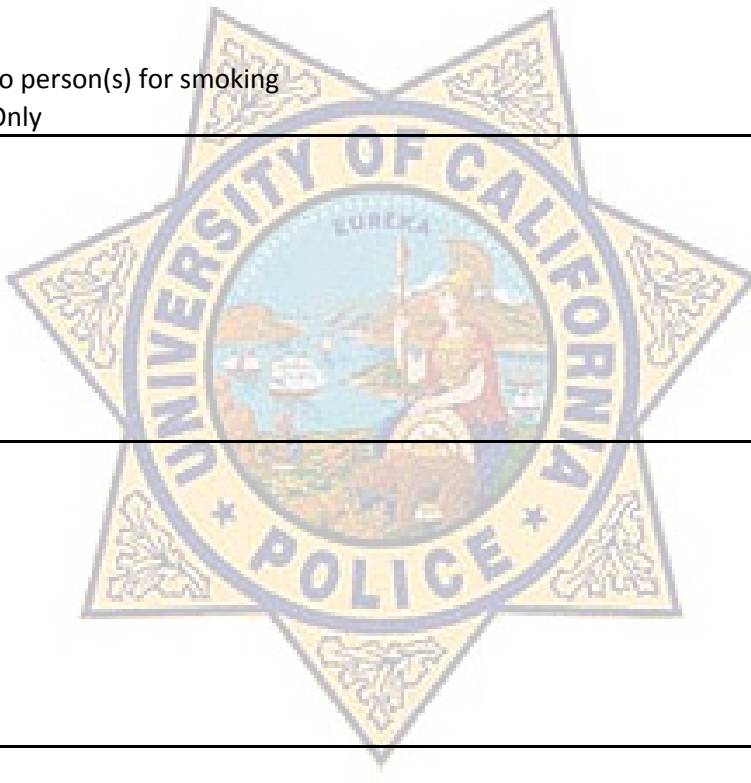 o person(s) for smoking
Only
UNIVERSITY OF CALIFORNIA
EUREKA
POLICE